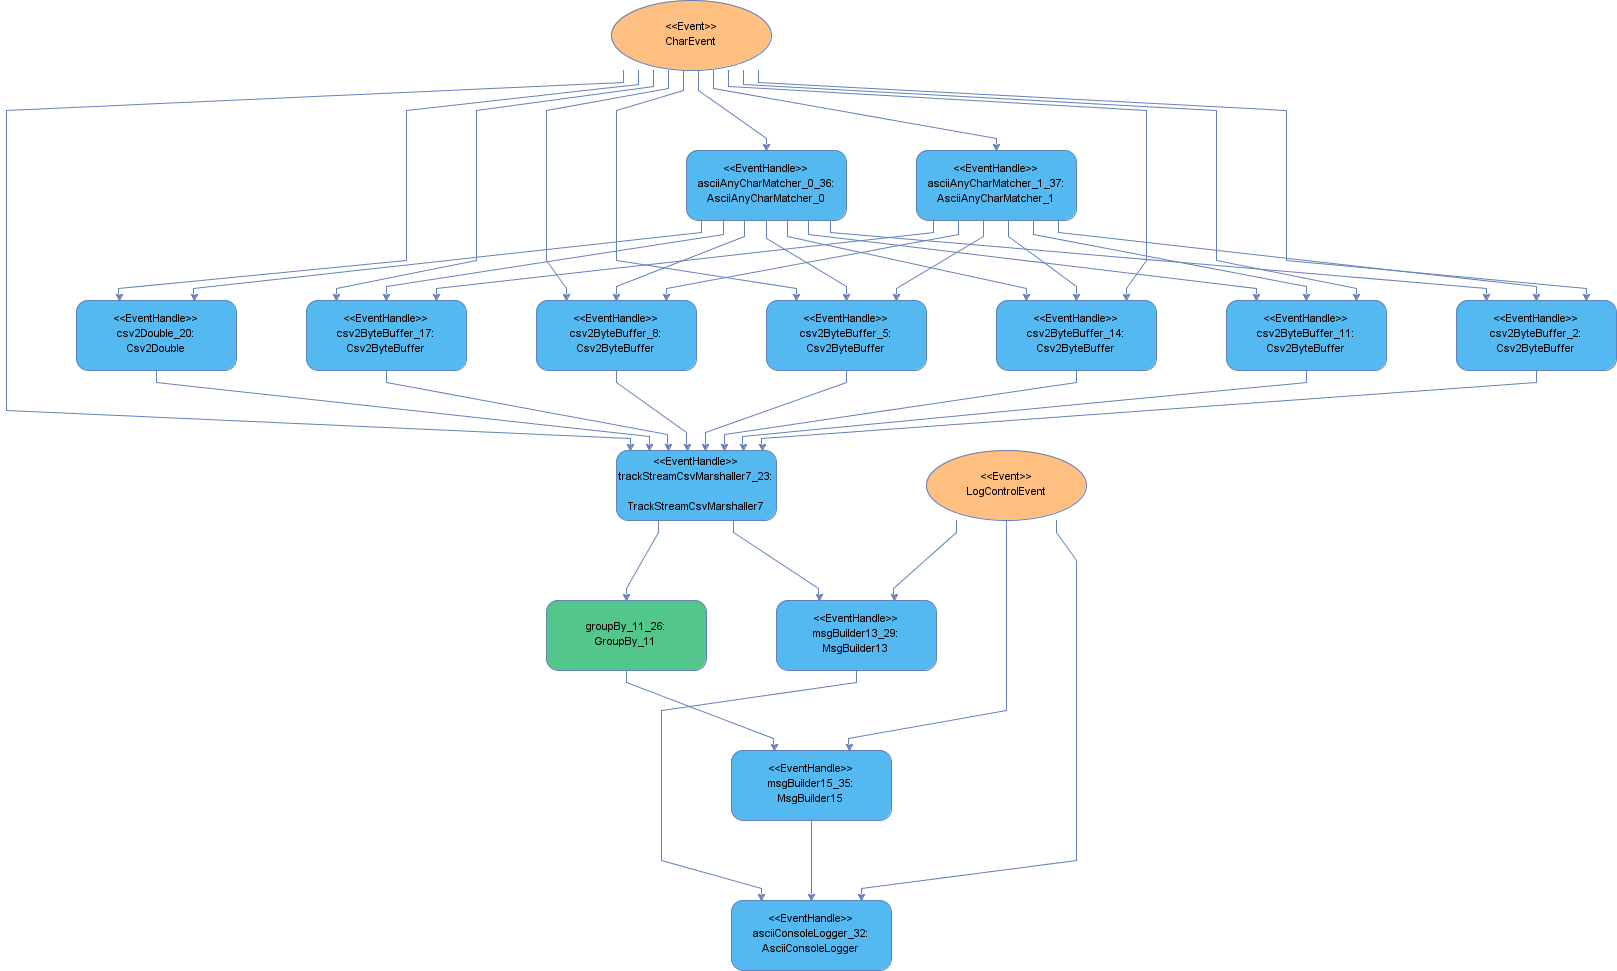 <<Event>>
CharEvent
<<EventHandle>>
asciiAnyCharMatcher_0_36:
AsciiAnyCharMatcher_0
<<EventHandle>>
asciiAnyCharMatcher_1_37:
AsciiAnyCharMatcher_1
<<EventHandle>>
csv2Double_20:
Csv2Double
<<EventHandle>>
csv2ByteBuffer_17:
Csv2ByteBuffer
<<EventHandle>>
csv2ByteBuffer_8:
Csv2ByteBuffer
<<EventHandle>>
csv2ByteBuffer_5:
Csv2ByteBuffer
<<EventHandle>>
csv2ByteBuffer_14:
Csv2ByteBuffer
<<EventHandle>>
csv2ByteBuffer_11:
Csv2ByteBuffer
<<EventHandle>>
csv2ByteBuffer_2:
Csv2ByteBuffer
<<EventHandle>>
trackStreamCsvMarshaller7_23:
TrackStreamCsvMarshaller7
<<Event>>
LogControlEvent
groupBy_11_26:
GroupBy_11
<<EventHandle>>
msgBuilder13_29:
MsgBuilder13
<<EventHandle>>
msgBuilder15_35:
MsgBuilder15
<<EventHandle>>
asciiConsoleLogger_32:
AsciiConsoleLogger